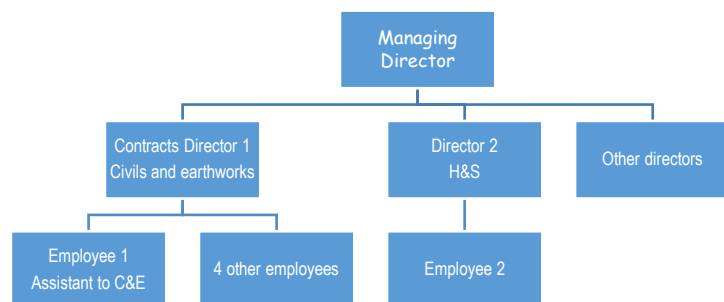 Managing
Director
Contracts Director 1
Civils and earthworks
Director 2
H&S
Other directors
Employee 1
Assistant to C&E
4 other employees
Employee 2